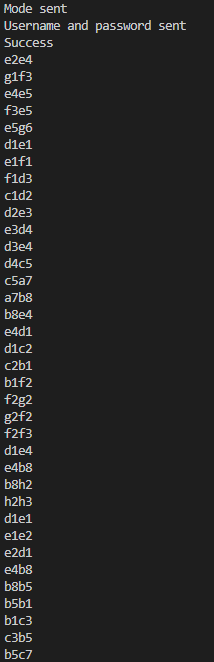 Mode sent
Username and password sent
Success
e2e4
g1f3
e4e5
f3e5
e5g6
d1e1
e1f1
f1d3
c1d2
d2e3
e3d4
d3e4
d4c5
c5a7
a7b8
b8e4
e4d1
d1c2
c2b1
b1f2
f2g2
g2f2
f2f3
d1e4
e4b8
b8h2
h2h3
d1e1
e1e2
e2d1
e4b8
b8b5
b5b1
b1c3
c3b5
b5c7